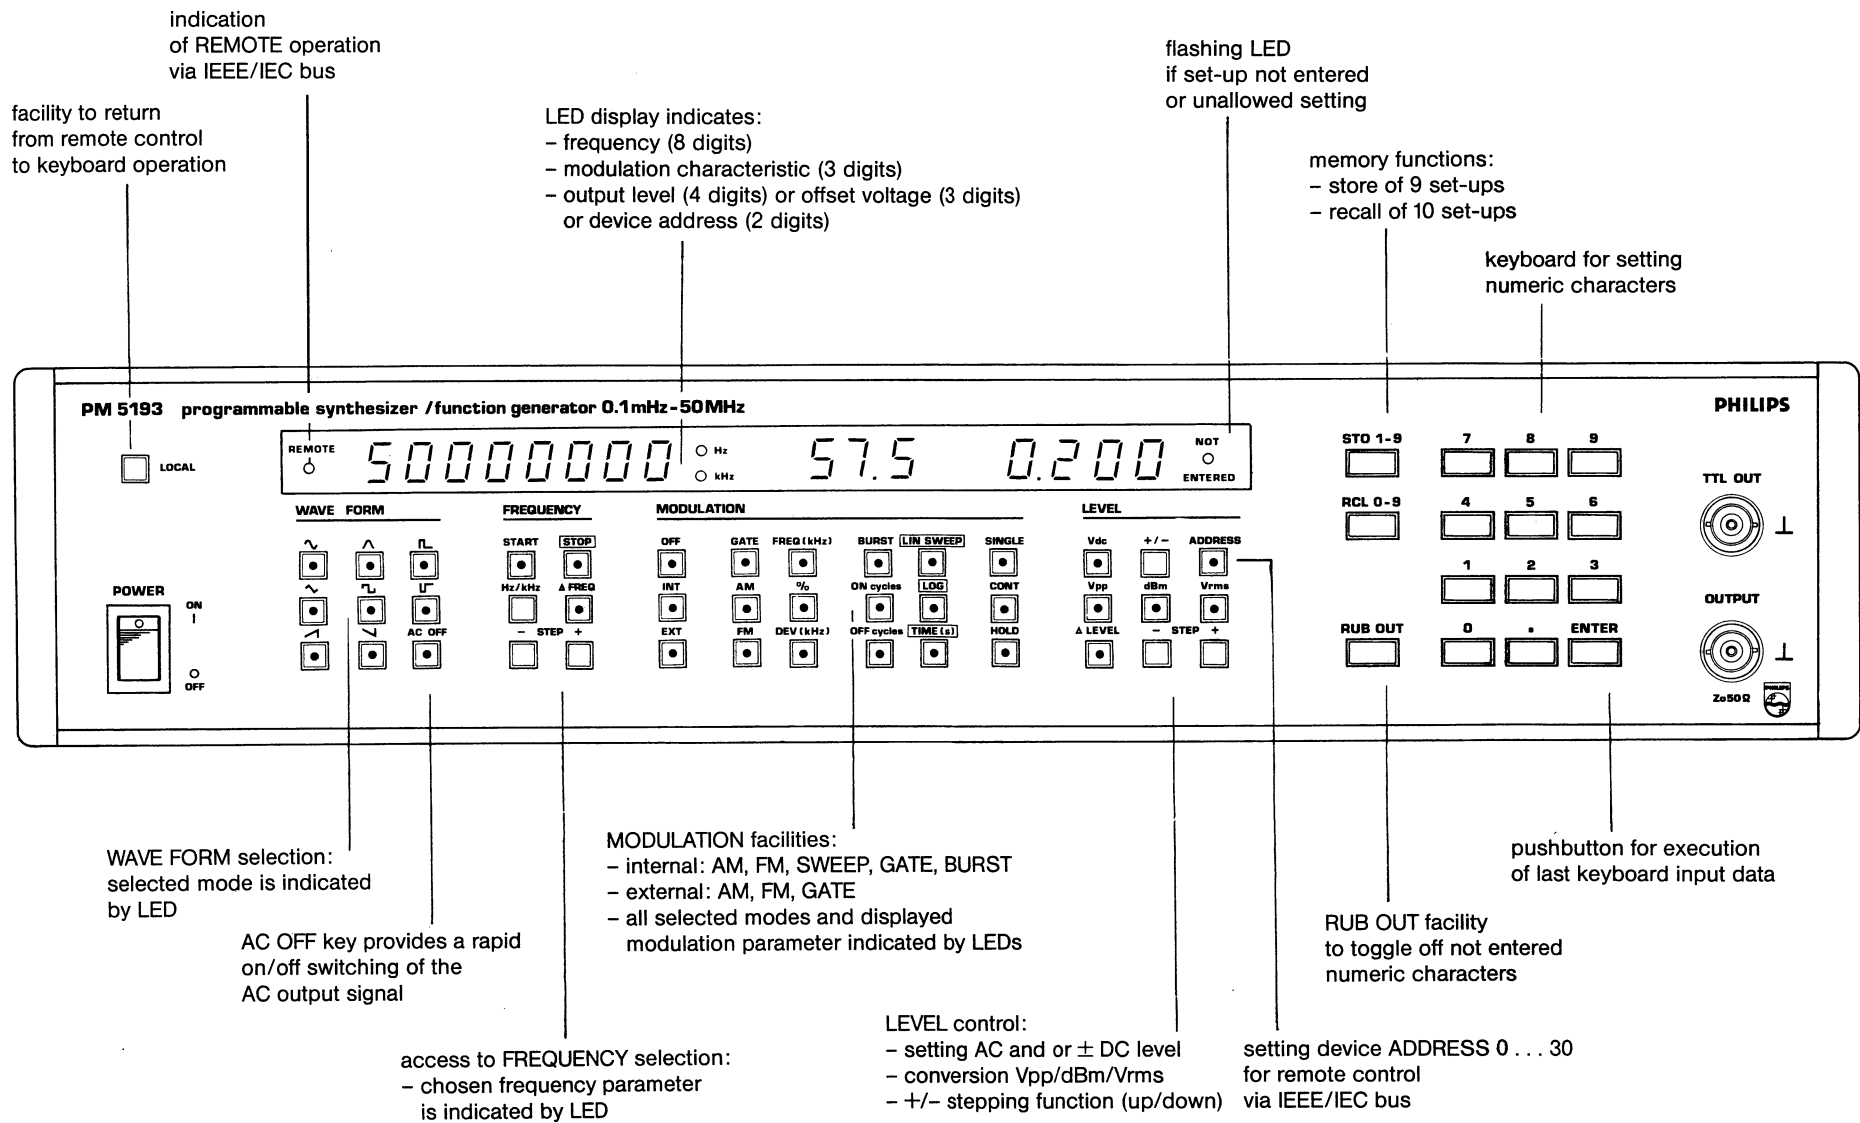 indication
of REMOTE operation
via IEEE/IEC bus
facility to return
from remote control
to keyboard operation
LED display indicates:
– frequency (8 digits)
– modulation characteristic (3 digits)
– output level (4 digits) or offset voltage (3 digits)
or device address (2 digits)
flashing LED
if set-up not entered
or unallowed setting
memory functions:
– store of 9 set-ups
– recall of 10 set-ups
keyboard for setting
numeric characters
PM 5193 programmable synthesizer /function generator 0.1mHz-50MHz
PHILIPS
LOCAL
REMOTE
50000000
Hz
kHz
57.5
0.200
NOT
ENTERED
WAVE FORM
FREQUENCY
MODULATION
LEVEL
START STOP
OFF GATE FREQ(kHz) BURST LIN SWEEP SINGLE
Vdc +/- ADDRESS
Hz/kHz Δ FREQ
INT AM % ON cycles LOG CONT
Vpp dBm Vrms
AC OFF
– STEP +
EXT FM DEV(kHz) OFF cycles TIME(s) HOLD
Δ LEVEL – STEP +
POWER
ON
OFF
STO 1-9 7 8 9
RCL 0-9 4 5 6
1 2 3
RUB OUT 0 . ENTER
TTL OUT
OUTPUT
Zo50Ω
PHILIPS
WAVE FORM selection:
selected mode is indicated
by LED
AC OFF key provides a rapid
on/off switching of the
AC output signal
access to FREQUENCY selection:
– chosen frequency parameter
is indicated by LED
MODULATION facilities:
– internal: AM, FM, SWEEP, GATE, BURST
– external: AM, FM, GATE
– all selected modes and displayed
modulation parameter indicated by LEDs
LEVEL control:
– setting AC and or ± DC level
– conversion Vpp/dBm/Vrms
– +/– stepping function (up/down)
setting device ADDRESS 0 . . . 30
for remote control
via IEEE/IEC bus
RUB OUT facility
to toggle off not entered
numeric characters
pushbutton for execution
of last keyboard input data